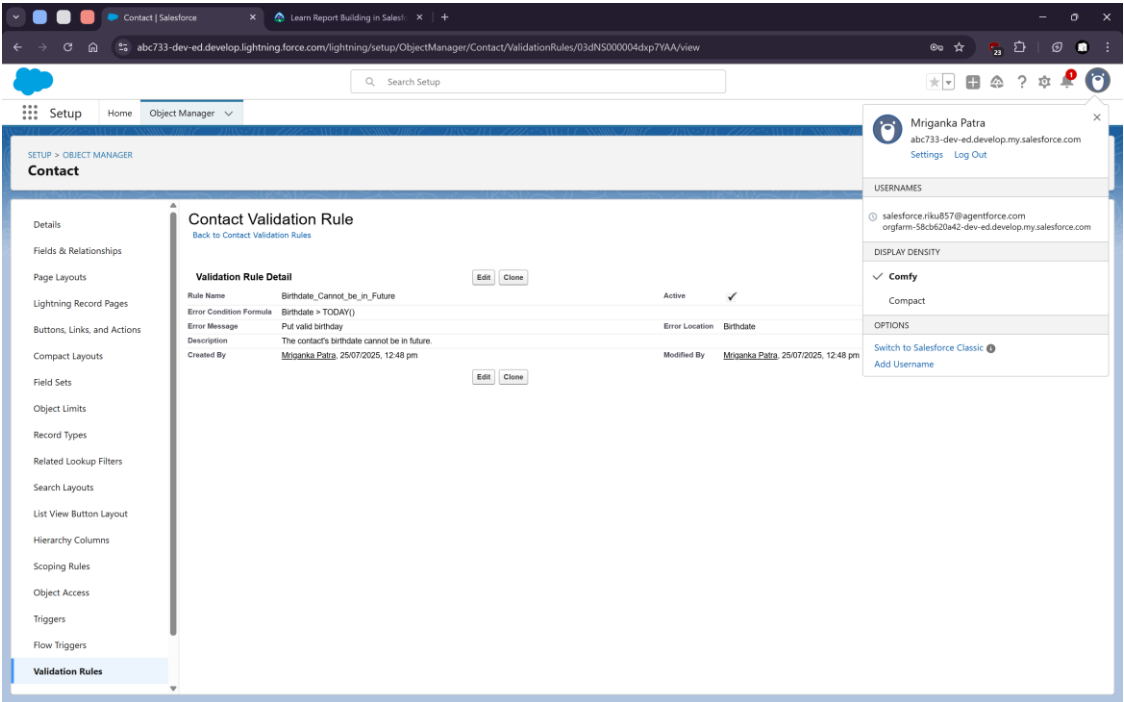 Contact | Salesforce
Learn Report Building in Salesfo
abc733-dev-ed.develop.lightning.force.com/lightning/setup/ObjectManager/Contact/ValidationRules/03dNS000004dxp7YAA/view
23
Search Setup
1
Setup
Home
Object Manager
SETUP > OBJECT MANAGER
Contact
Details
Fields & Relationships
Page Layouts
Lightning Record Pages
Buttons, Links, and Actions
Compact Layouts
Field Sets
Object Limits
Record Types
Related Lookup Filters
Search Layouts
List View Button Layout
Hierarchy Columns
Scoping Rules
Object Access
Triggers
Flow Triggers
Validation Rules
Contact Validation Rule
Back to Contact Validation Rules
Validation Rule Detail
Edit Clone
Rule Name Birthdate_Cannot_be_in_Future Active
Error Condition Formula Birthdate > TODAY()
Error Message Put valid birthday Error Location Birthdate
Description The contact's birthdate cannot be in future.
Created By Mriganka Patra, 25/07/2025, 12:48 pm Modified By Mriganka Patra, 25/07/2025, 12:48 pm
Edit Clone
Mriganka Patra
abc733-dev-ed.develop.my.salesforce.com
Settings Log Out
USERNAMES
salesforce.riku857@agentforce.com
orgfarm-58cb620a42-dev-ed.develop.my.salesforce.com
DISPLAY DENSITY
Comfy
Compact
OPTIONS
Switch to Salesforce Classic
Add Username